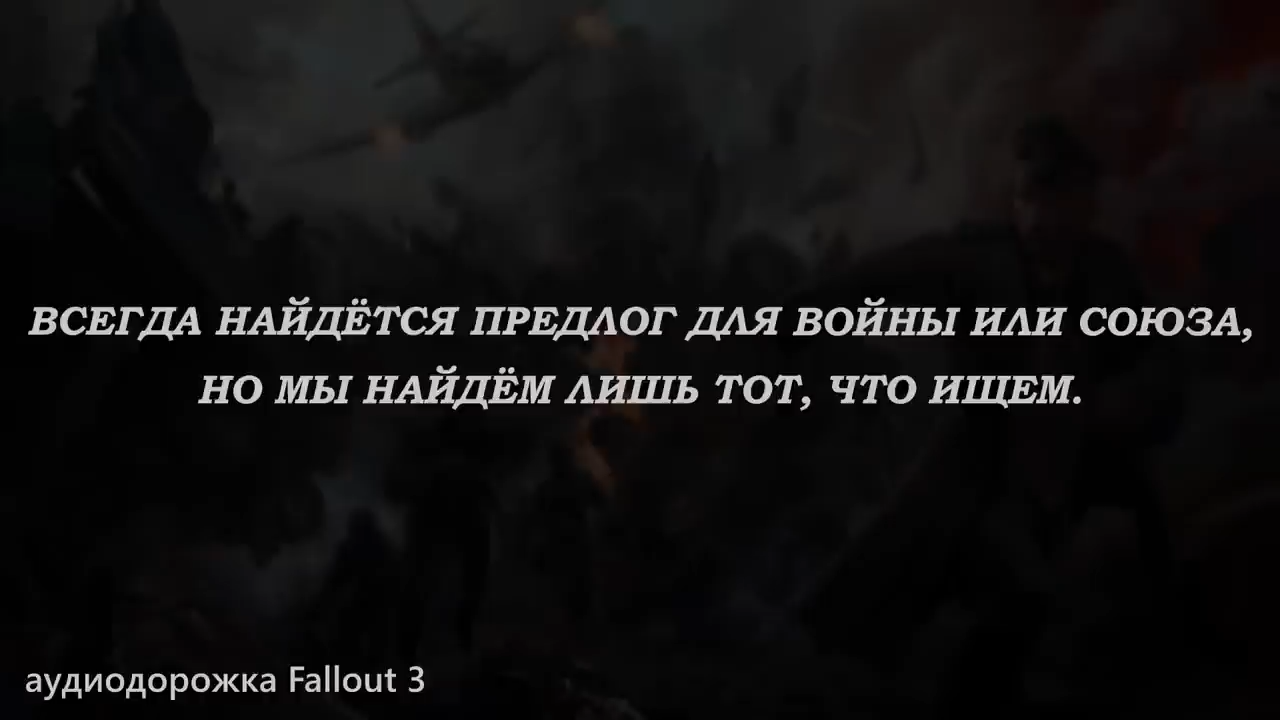 ВСЕГДА НАЙДЁТСЯ ПРЕДЛОГ ДЛЯ ВОЙНЫ ИЛИ СОЮЗА,
НО МЫ НАЙДЁМ ЛИШЬ ТОТ, ЧТО ИЩЕМ.
аудиодорожка Fallout 3